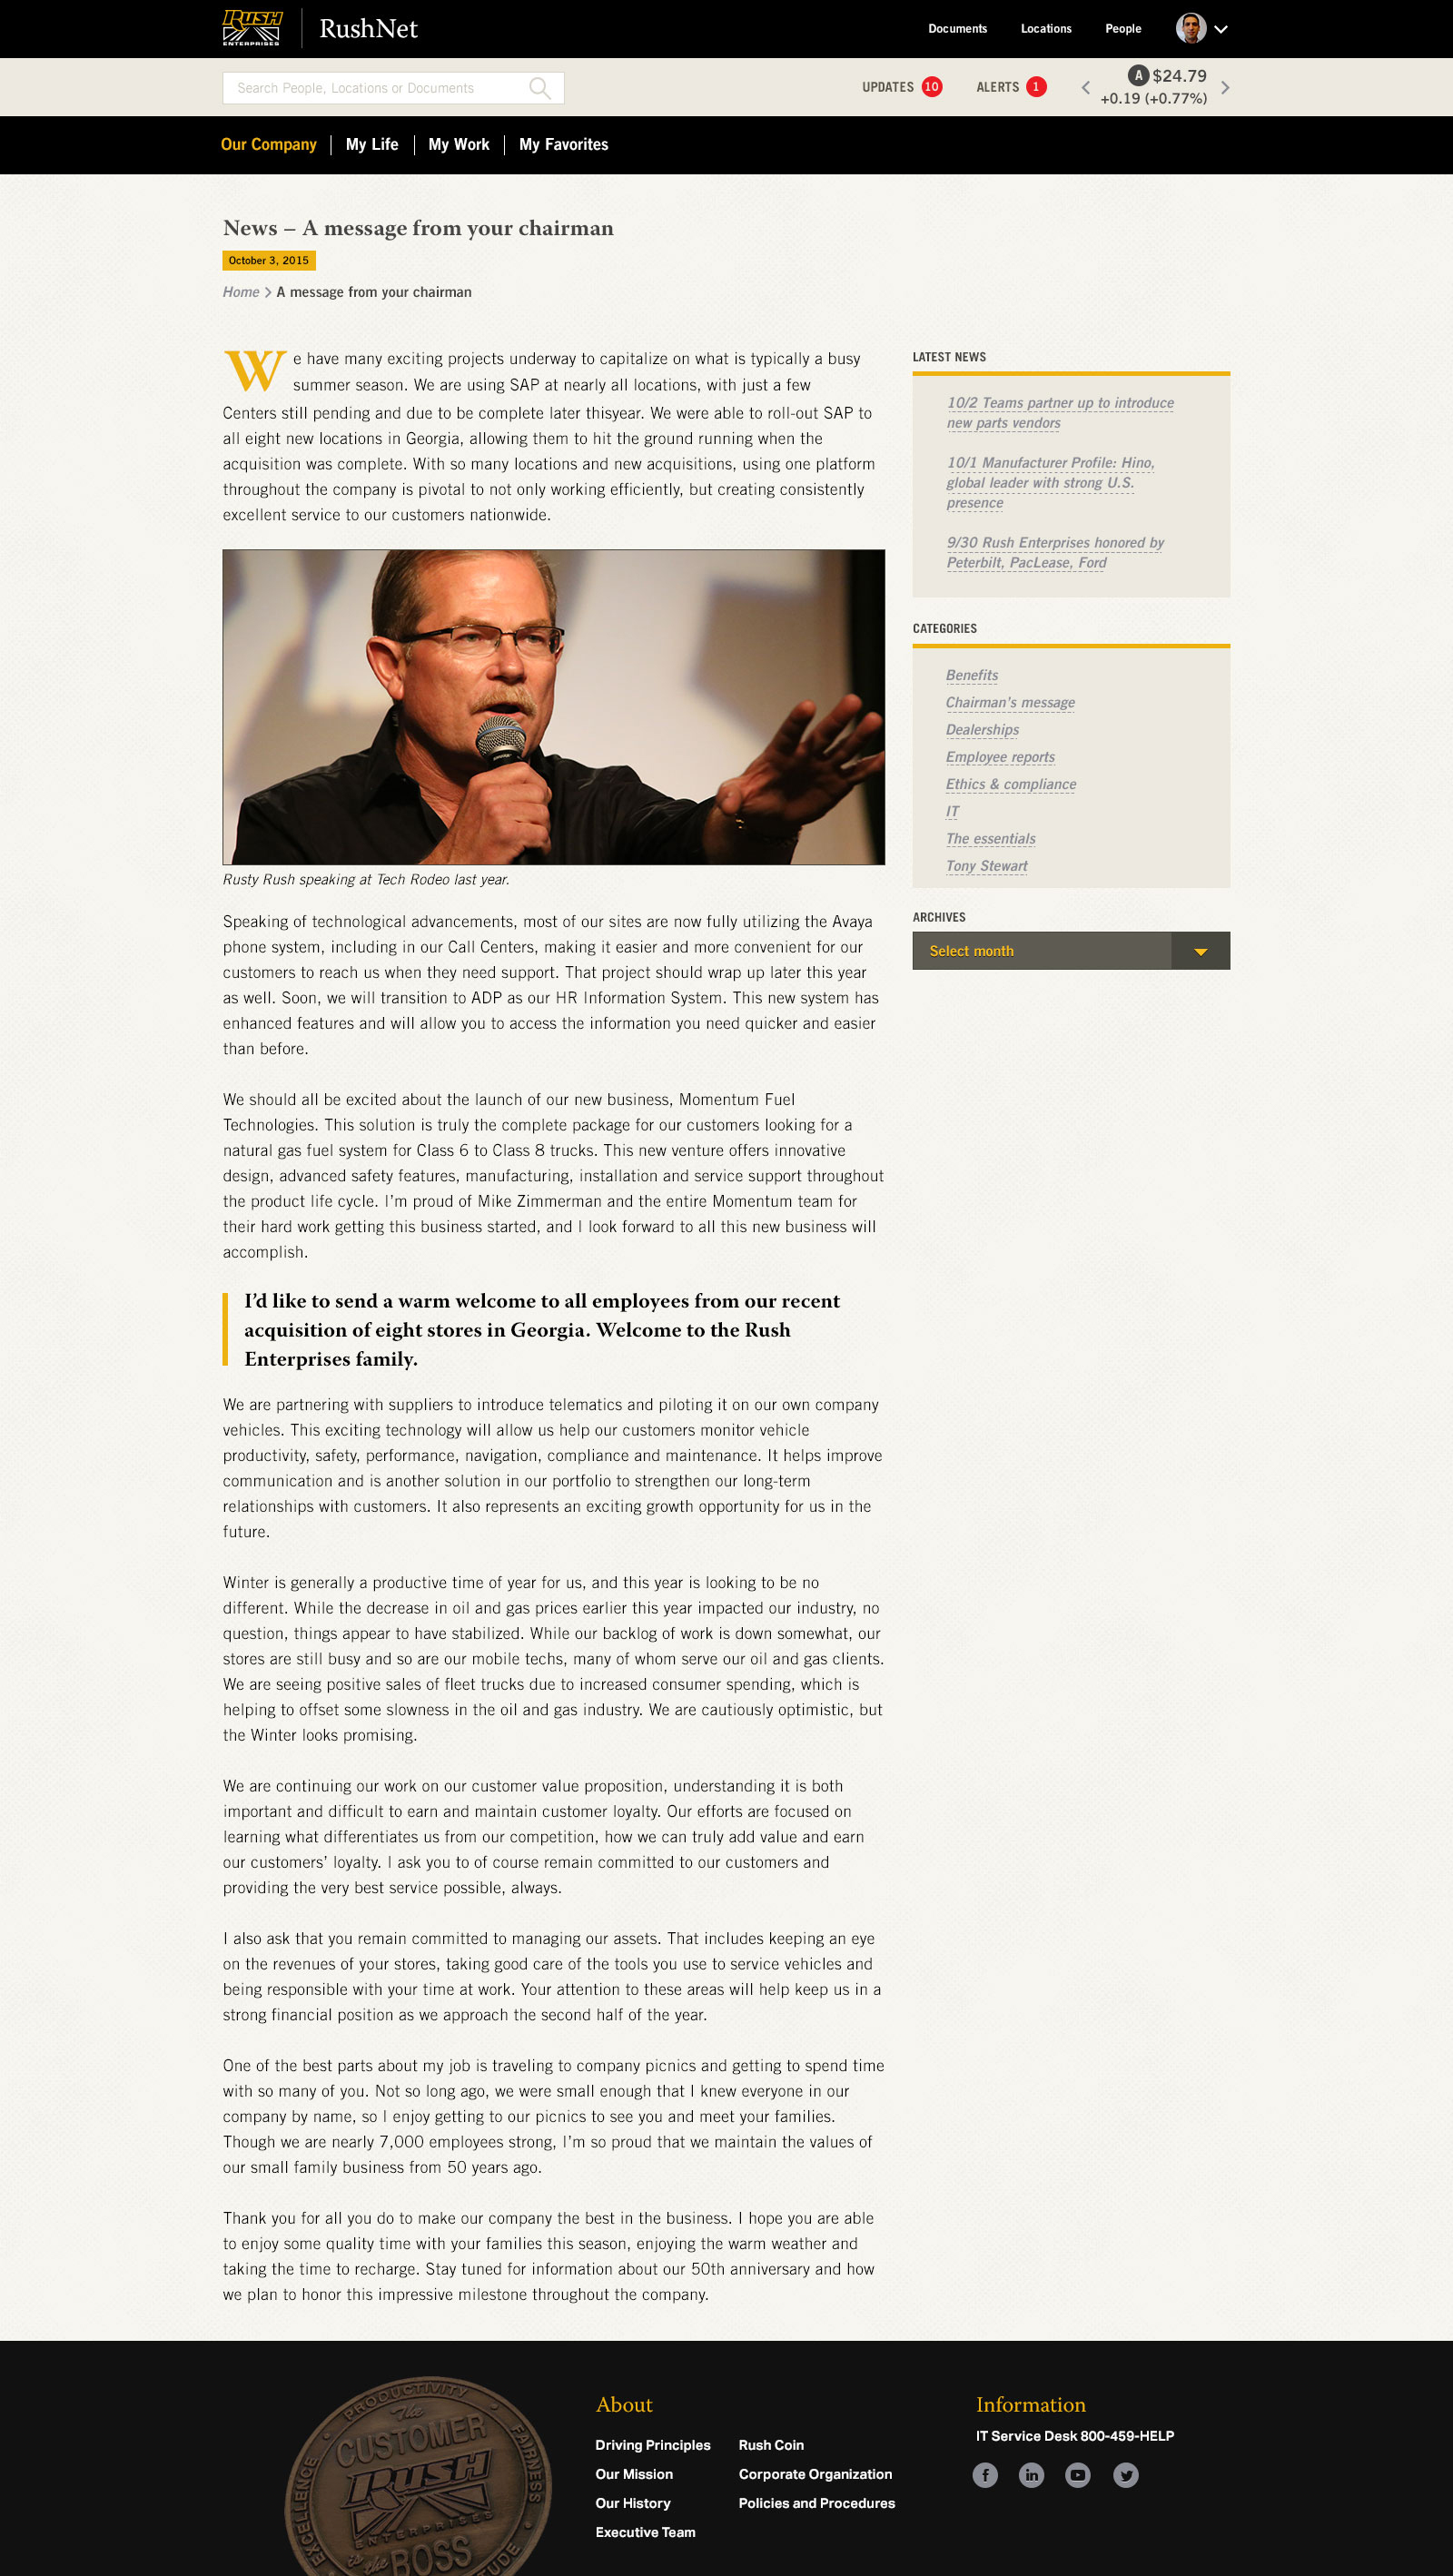 RUSH
ENTERPRISES
RushNet
Documents
Locations
People
Search People, Locations or Documents
UPDATES 10
ALERTS 1
A $24.79
+0.19 (+0.77%)
Our Company
My Life
My Work
My Favorites
News – A message from your chairman
October 3, 2015
Home > A message from your chairman
We have many exciting projects underway to capitalize on what is typically a busy
summer season. We are using SAP at nearly all locations, with just a few
Centers still pending and due to be complete later thisyear. We were able to roll-out SAP to
all eight new locations in Georgia, allowing them to hit the ground running when the
acquisition was complete. With so many locations and new acquisitions, using one platform
throughout the company is pivotal to not only working efficiently, but creating consistently
excellent service to our customers nationwide.
Rusty Rush speaking at Tech Rodeo last year.
Speaking of technological advancements, most of our sites are now fully utilizing the Avaya
phone system, including in our Call Centers, making it easier and more convenient for our
customers to reach us when they need support. That project should wrap up later this year
as well. Soon, we will transition to ADP as our HR Information System. This new system has
enhanced features and will allow you to access the information you need quicker and easier
than before.
We should all be excited about the launch of our new business, Momentum Fuel
Technologies. This solution is truly the complete package for our customers looking for a
natural gas fuel system for Class 6 to Class 8 trucks. This new venture offers innovative
design, advanced safety features, manufacturing, installation and service support throughout
the product life cycle. I'm proud of Mike Zimmerman and the entire Momentum team for
their hard work getting this business started, and I look forward to all this new business will
accomplish.
I'd like to send a warm welcome to all employees from our recent
acquisition of eight stores in Georgia. Welcome to the Rush
Enterprises family.
We are partnering with suppliers to introduce telematics and piloting it on our own company
vehicles. This exciting technology will allow us help our customers monitor vehicle
productivity, safety, performance, navigation, compliance and maintenance. It helps improve
communication and is another solution in our portfolio to strengthen our long-term
relationships with customers. It also represents an exciting growth opportunity for us in the
future.
Winter is generally a productive time of year for us, and this year is looking to be no
different. While the decrease in oil and gas prices earlier this year impacted our industry, no
question, things appear to have stabilized. While our backlog of work is down somewhat, our
stores are still busy and so are our mobile techs, many of whom serve our oil and gas clients.
We are seeing positive sales of fleet trucks due to increased consumer spending, which is
helping to offset some slowness in the oil and gas industry. We are cautiously optimistic, but
the Winter looks promising.
We are continuing our work on our customer value proposition, understanding it is both
important and difficult to earn and maintain customer loyalty. Our efforts are focused on
learning what differentiates us from our competition, how we can truly add value and earn
our customers' loyalty. I ask you to of course remain committed to our customers and
providing the very best service possible, always.
I also ask that you remain committed to managing our assets. That includes keeping an eye
on the revenues of your stores, taking good care of the tools you use to service vehicles and
being responsible with your time at work. Your attention to these areas will help keep us in a
strong financial position as we approach the second half of the year.
One of the best parts about my job is traveling to company picnics and getting to spend time
with so many of you. Not so long ago, we were small enough that I knew everyone in our
company by name, so I enjoy getting to our picnics to see you and meet your families.
Though we are nearly 7,000 employees strong, I'm so proud that we maintain the values of
our small family business from 50 years ago.
Thank you for all you do to make our company the best in the business. I hope you are able
to enjoy some quality time with your families this season, enjoying the warm weather and
taking the time to recharge. Stay tuned for information about our 50th anniversary and how
we plan to honor this impressive milestone throughout the company.
LATEST NEWS
10/2 Teams partner up to introduce
new parts vendors
10/1 Manufacturer Profile: Hino,
global leader with strong U.S.
presence
9/30 Rush Enterprises honored by
Peterbilt, PacLease, Ford
CATEGORIES
Benefits
Chairman's message
Dealerships
Employee reports
Ethics & compliance
IT
The essentials
Tony Stewart
ARCHIVES
Select month
PRODUCTIVITY
FAIRNESS
EXCELLENCE
The
CUSTOMER
RUSH
ENTERPRISES
is the
BOSS
About
Driving Principles
Our Mission
Our History
Executive Team
Rush Coin
Corporate Organization
Policies and Procedures
Information
IT Service Desk 800-459-HELP